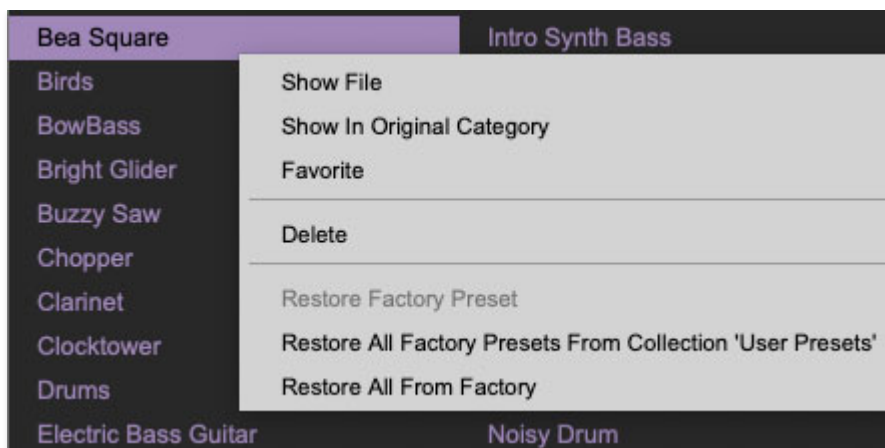 Bea Square
Intro Synth Bass
Birds
Show File
BowBass
Show In Original Category
Bright Glider
Favorite
Buzzy Saw
Delete
Chopper
Clarinet
Restore Factory Preset
Clocktower
Restore All Factory Presets From Collection 'User Presets'
Drums
Restore All From Factory
Electric Bass Guitar
Noisy Drum